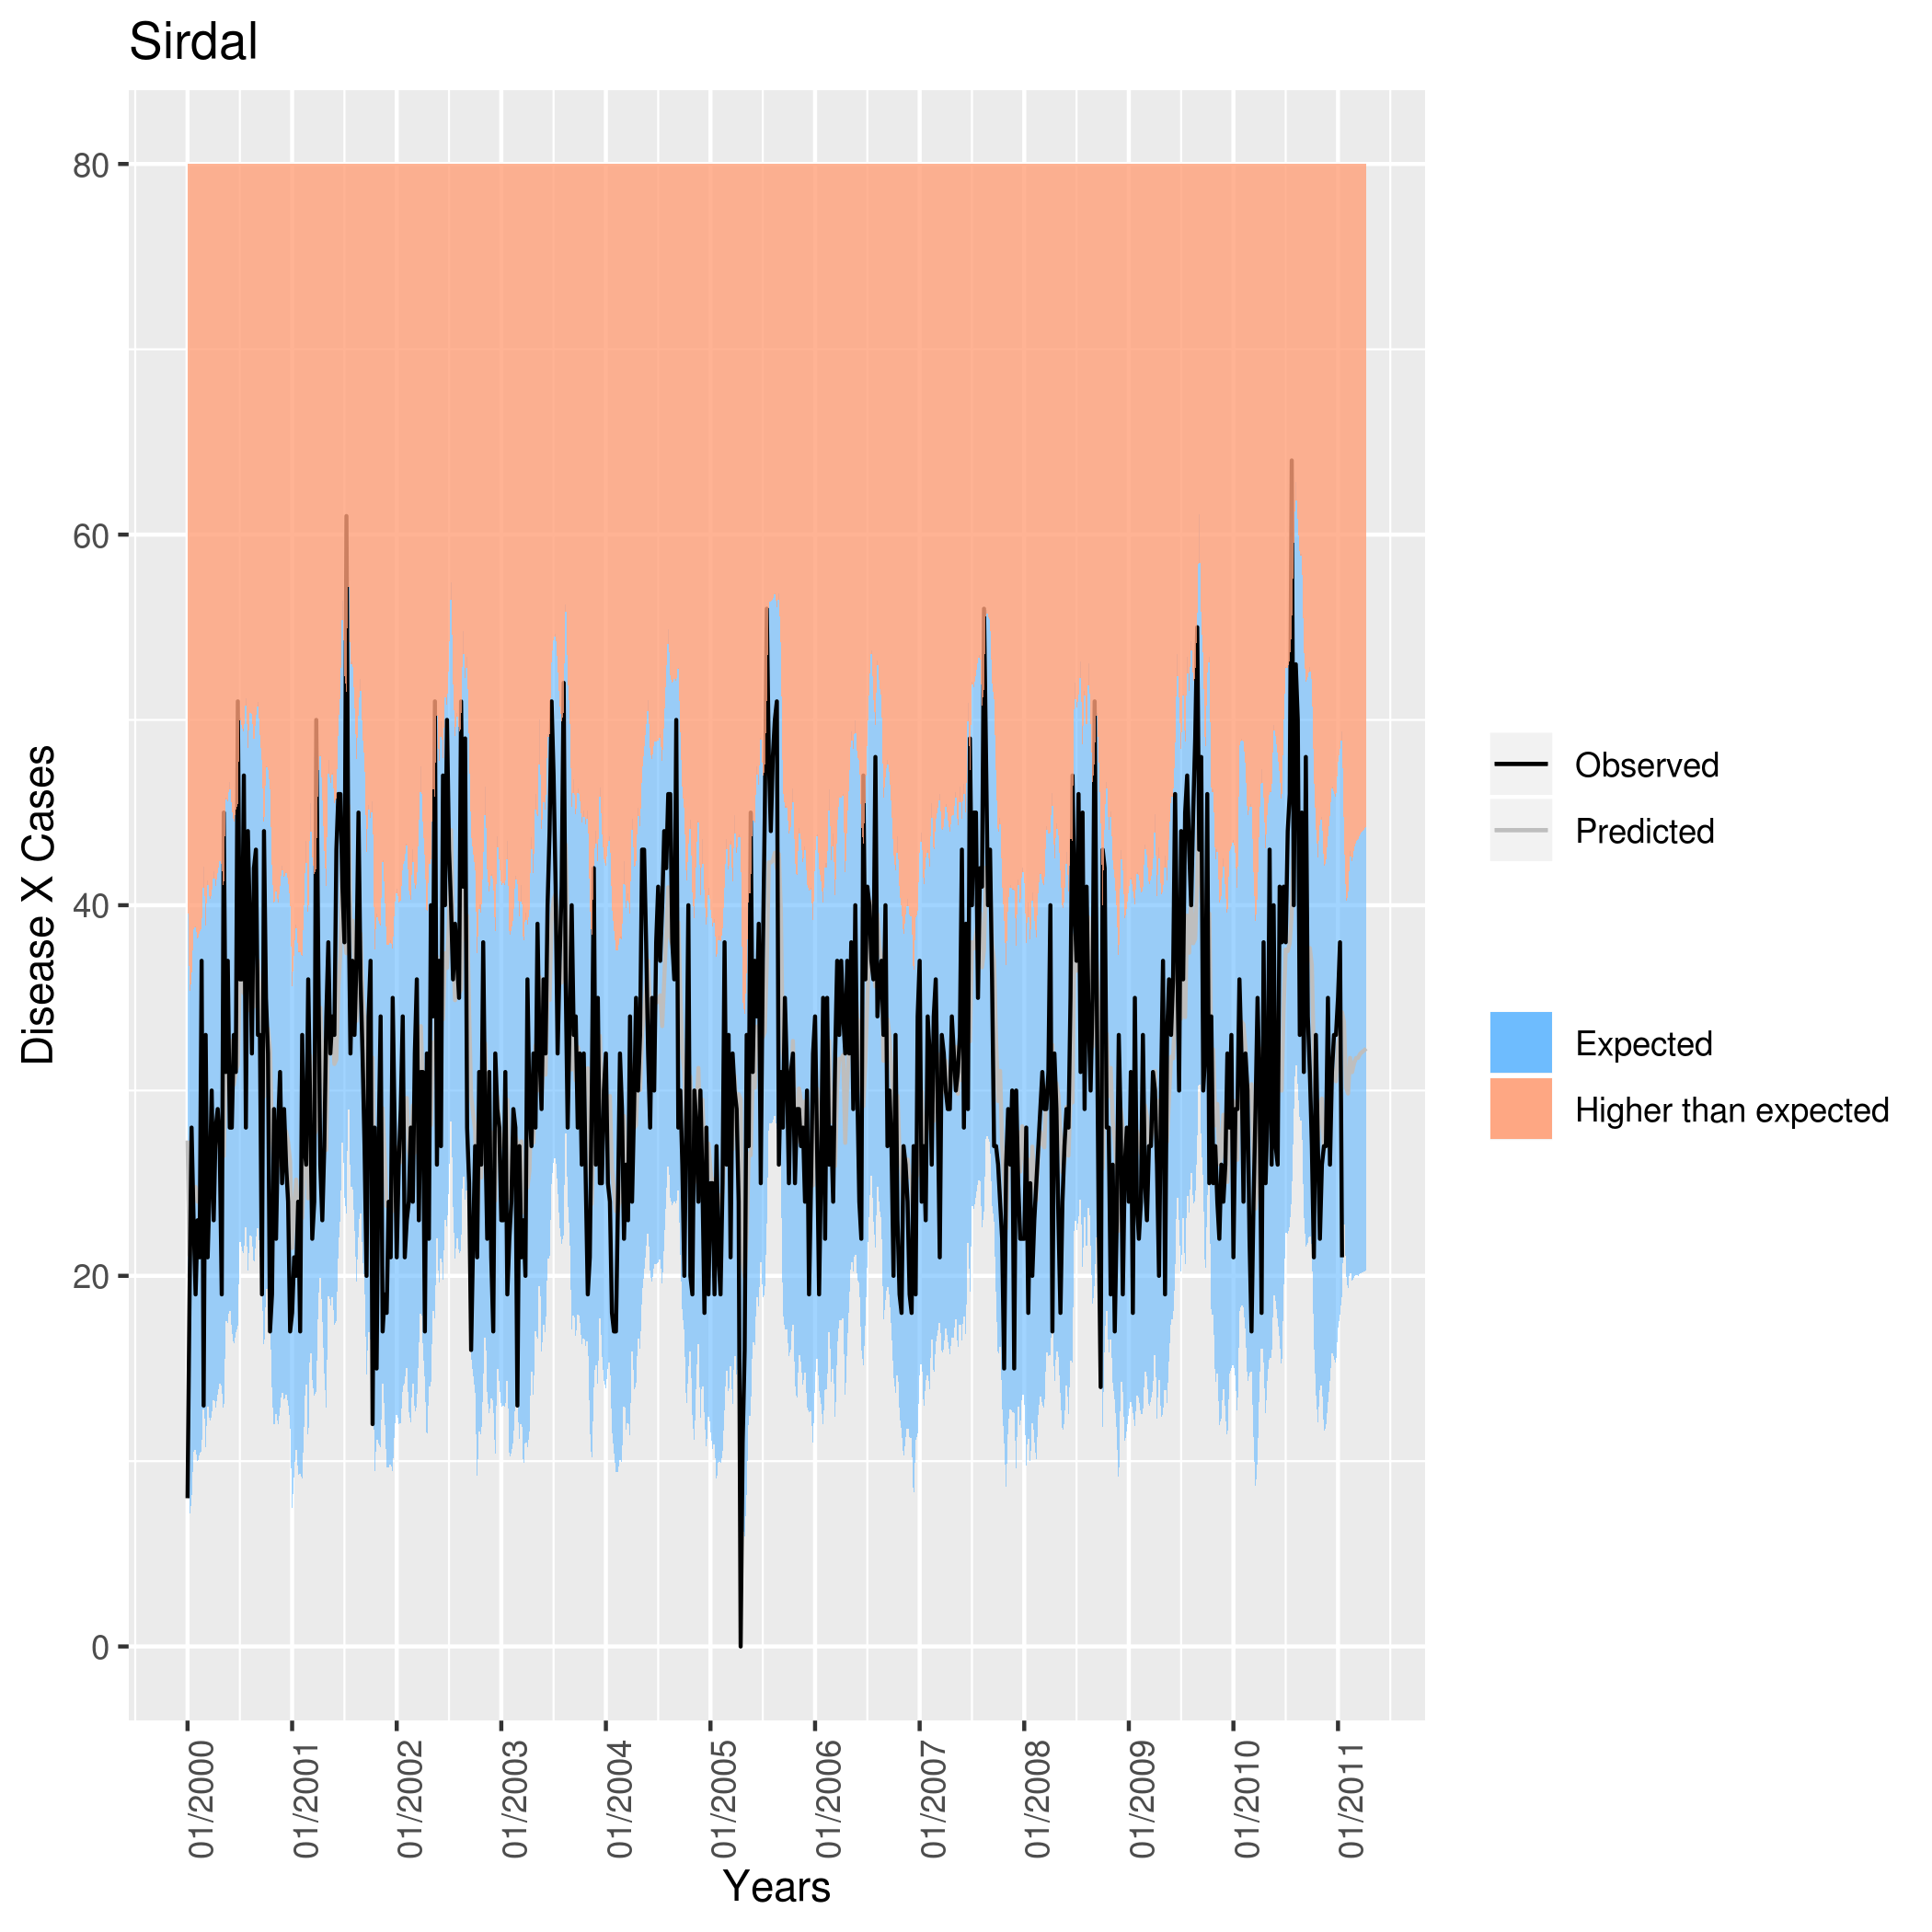 Sirdal
Disease X Cases
80
60
40
20
0
01/2000
01/2001
01/2002
01/2003
01/2004
01/2005
01/2006
01/2007
01/2008
01/2009
01/2010
01/2011
Years
Observed
Predicted
Expected
Higher than expected